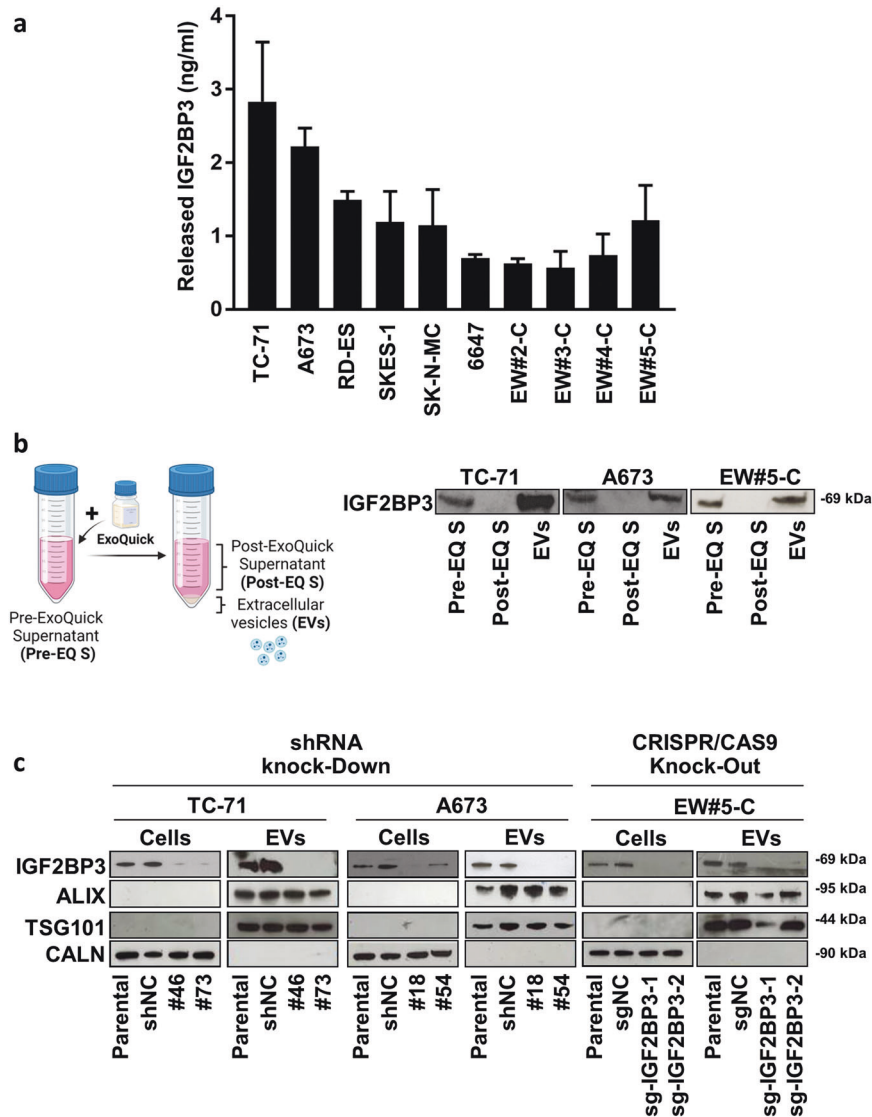 a
Released IGF2BP3 (ng/ml)
4
3
2
1
0
TC-71
A673
RD-ES
SKES-1
SK-N-MC
6647
EW#2-C
EW#3-C
EW#4-C
EW#5-C
b
+
ExoQuick
Pre-ExoQuick
Supernatant
(Pre-EQ S)
Post-ExoQuick
Supernatant
(Post-EQ S)
Extracellular
vesicles (EVs)
TC-71 A673 EW#5-C
IGF2BP3 -69 kDa
Pre-EQ S
Post-EQ S
EVs
Pre-EQ S
Post-EQ S
EVs
Pre-EQ S
Post-EQ S
EVs
c
shRNA
knock-Down
CRISPR/CAS9
Knock-Out
TC-71 A673 EW#5-C
Cells EVs Cells EVs Cells EVs
IGF2BP3 -69 kDa
ALIX -95 kDa
TSG101 -44 kDa
CALN -90 kDa
Parental
shNC
#46
#73
Parental
shNC
#46
#73
Parental
shNC
#18
#54
Parental
shNC
#18
#54
Parental
sgNC
sg-IGF2BP3-1
sg-IGF2BP3-2
Parental
sgNC
sg-IGF2BP3-1
sg-IGF2BP3-2